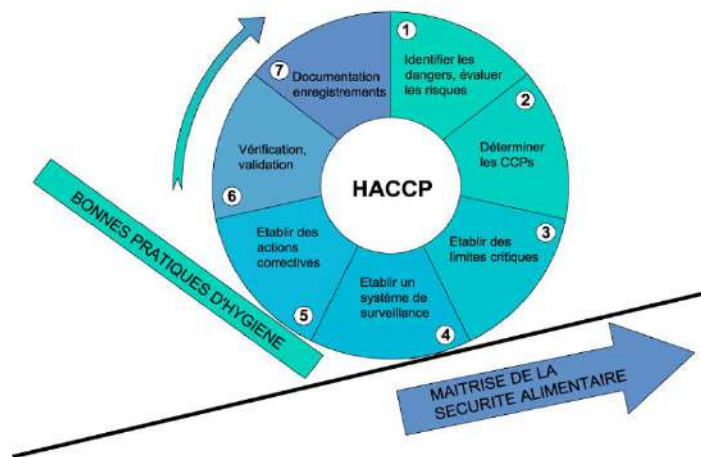 1
Identifier les
dangers, évaluer
les risques
2
Déterminer
les CCPs
3
Etablir des
limites critiques
4
Etablir un
système de
surveillance
5
Etablir des
actions
correctives
6
Vérification,
validation
7
Documentation
enregistrements
HACCP
BONNES PRATIQUES D'HYGIENE
MAITRISE DE LA
SECURITE ALIMENTAIRE